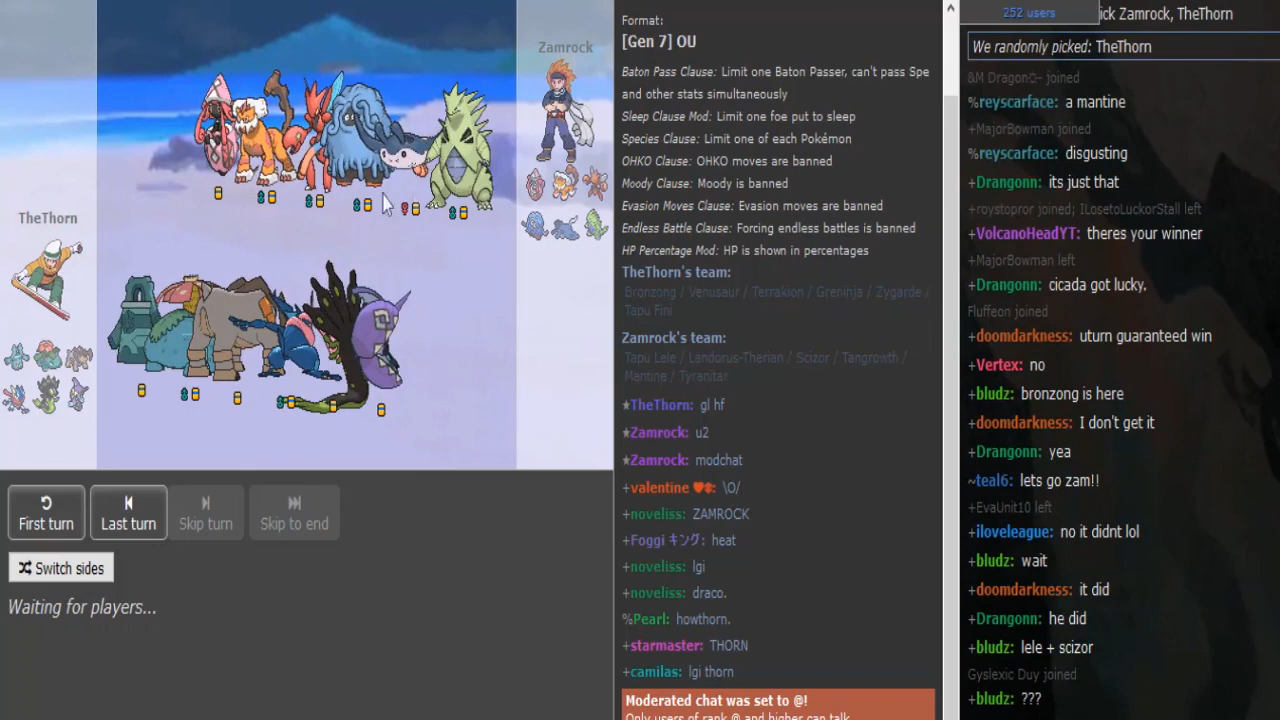 Zamrock
TheThorn
First turn
Last turn
Skip turn
Skip to end
Switch sides
Waiting for players...
Format:
[Gen 7] OU
Baton Pass Clause: Limit one Baton Passer, can't pass Spe
and other stats simultaneously
Sleep Clause Mod: Limit one foe put to sleep
Species Clause: Limit one of each Pokémon
OHKO Clause: OHKO moves are banned
Moody Clause: Moody is banned
Evasion Moves Clause: Evasion moves are banned
Endless Battle Clause: Forcing endless battles is banned
HP Percentage Mod: HP is shown in percentages
TheThorn's team:
Bronzong / Venusaur / Terrakion / Greninja / Zygarde /
Tapu Fini
Zamrock's team:
Tapu Lele / Landorus-Therian / Scizor / Tangrowth /
Mantine / Tyranitar
★TheThorn: gl hf
★Zamrock: u2
★Zamrock: modchat
+valentine ♥: \O/
+noveliss: ZAMROCK
+Foggi キング: heat
+noveliss: lgi
+noveliss: draco.
%Pearl: howthorn.
+starmaster: THORN
+camilas: lgi thorn
Moderated chat was set to @!
Only users of rank @ and higher can talk.
252 users
ick Zamrock, TheThorn
We randomly picked: TheThorn
&M Dragon joined
%reyscarface: a mantine
+MajorBowman joined
%reyscarface: disgusting
+Drangonn: its just that
+roystopror joined; ILosetoLuckorStall left
+VolcanoHeadYT: theres your winner
+MajorBowman left
+Drangonn: cicada got lucky.
Fluffeon joined
+doomdarkness: uturn guaranteed win
+Vertex: no
+bludz: bronzong is here
+doomdarkness: I don't get it
+Drangonn: yea
~teal6: lets go zam!!
+EvaUnit10 left
+iloveleague: no it didnt lol
+bludz: wait
+doomdarkness: it did
+Drangonn: he did
+bludz: lele + scizor
Gyslexic Duy joined
+bludz: ???